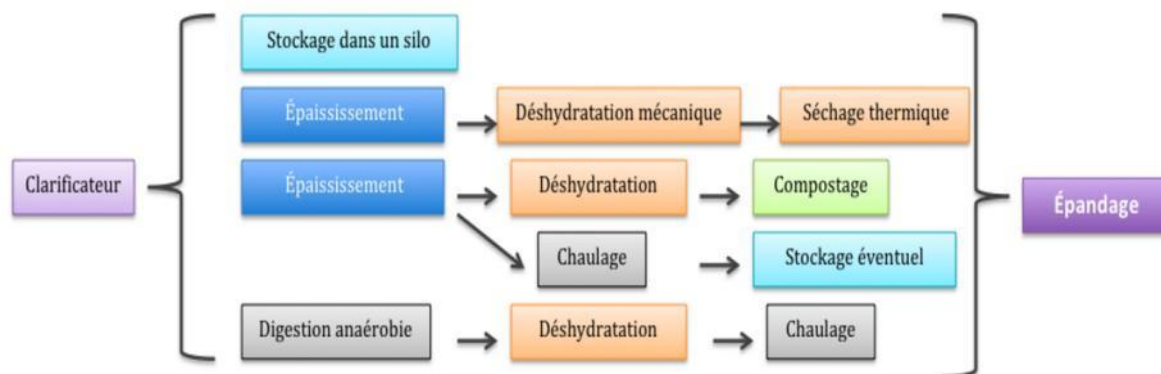 Stockage dans un silo
Épaississement
Déshydratation mécanique
Séchage thermique
Clarificateur
Épaississement
Déshydratation
Compostage
Épandage
Chaulage
Stockage éventuel
Digestion anaérobie
Déshydratation
Chaulage